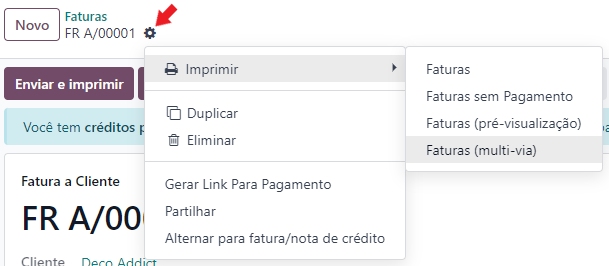 Novo
Faturas
FR A/00001
Enviar e imprimir
Imprimir
Faturas
Faturas sem Pagamento
Faturas (pré-visualização)
Faturas (multi-via)
Duplicar
Eliminar
Você tem créditos
Gerar Link Para Pagamento
Partilhar
Alternar para fatura/nota de crédito
Fatura a Cliente
FR A/000
Cliente
Deco Addict